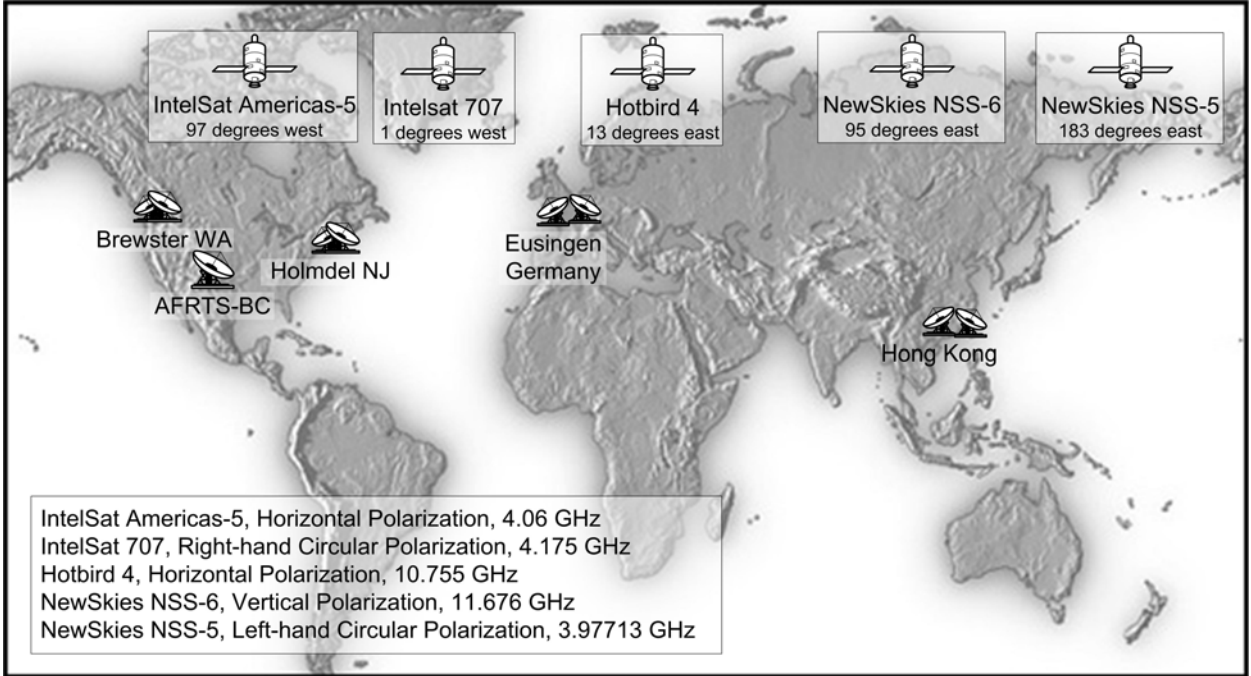 IntelSat Americas-5
97 degrees west
Intelsat 707
1 degrees west
Hotbird 4
13 degrees east
NewSkies NSS-6
95 degrees east
NewSkies NSS-5
183 degrees east
Brewster WA
AFRTS-BC
Holmdel NJ
Eusingen
Germany
Hong Kong
IntelSat Americas-5, Horizontal Polarization, 4.06 GHz
IntelSat 707, Right-hand Circular Polarization, 4.175 GHz
Hotbird 4, Horizontal Polarization, 10.755 GHz
NewSkies NSS-6, Vertical Polarization, 11.676 GHz
NewSkies NSS-5, Left-hand Circular Polarization, 3.97713 GHz